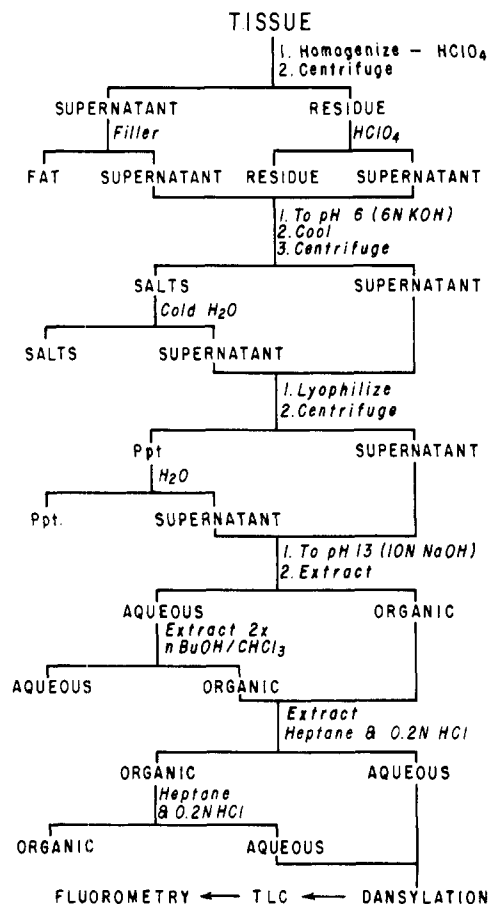 TISSUE
1. Homogenize - HClO4
2. Centrifuge
SUPERNATANT RESIDUE
Filler HClO4
FAT SUPERNATANT RESIDUE SUPERNATANT
1. To pH 6 (6N KOH)
2. Cool
3. Centrifuge
SALTS SUPERNATANT
Cold H2O
SALTS SUPERNATANT
1. Lyophilize
2. Centrifuge
Ppt SUPERNATANT
H2O
Ppt. SUPERNATANT
1. To pH 13 (10N NaOH)
2. Extract
AQUEOUS ORGANIC
Extract 2x
n BuOH/CHCl3
AQUEOUS ORGANIC
Extract
Heptane & 0.2N HCl
ORGANIC AQUEOUS
Heptane
& 0.2N HCl
ORGANIC AQUEOUS
FLUOROMETRY ← TLC ← DANSYLATION